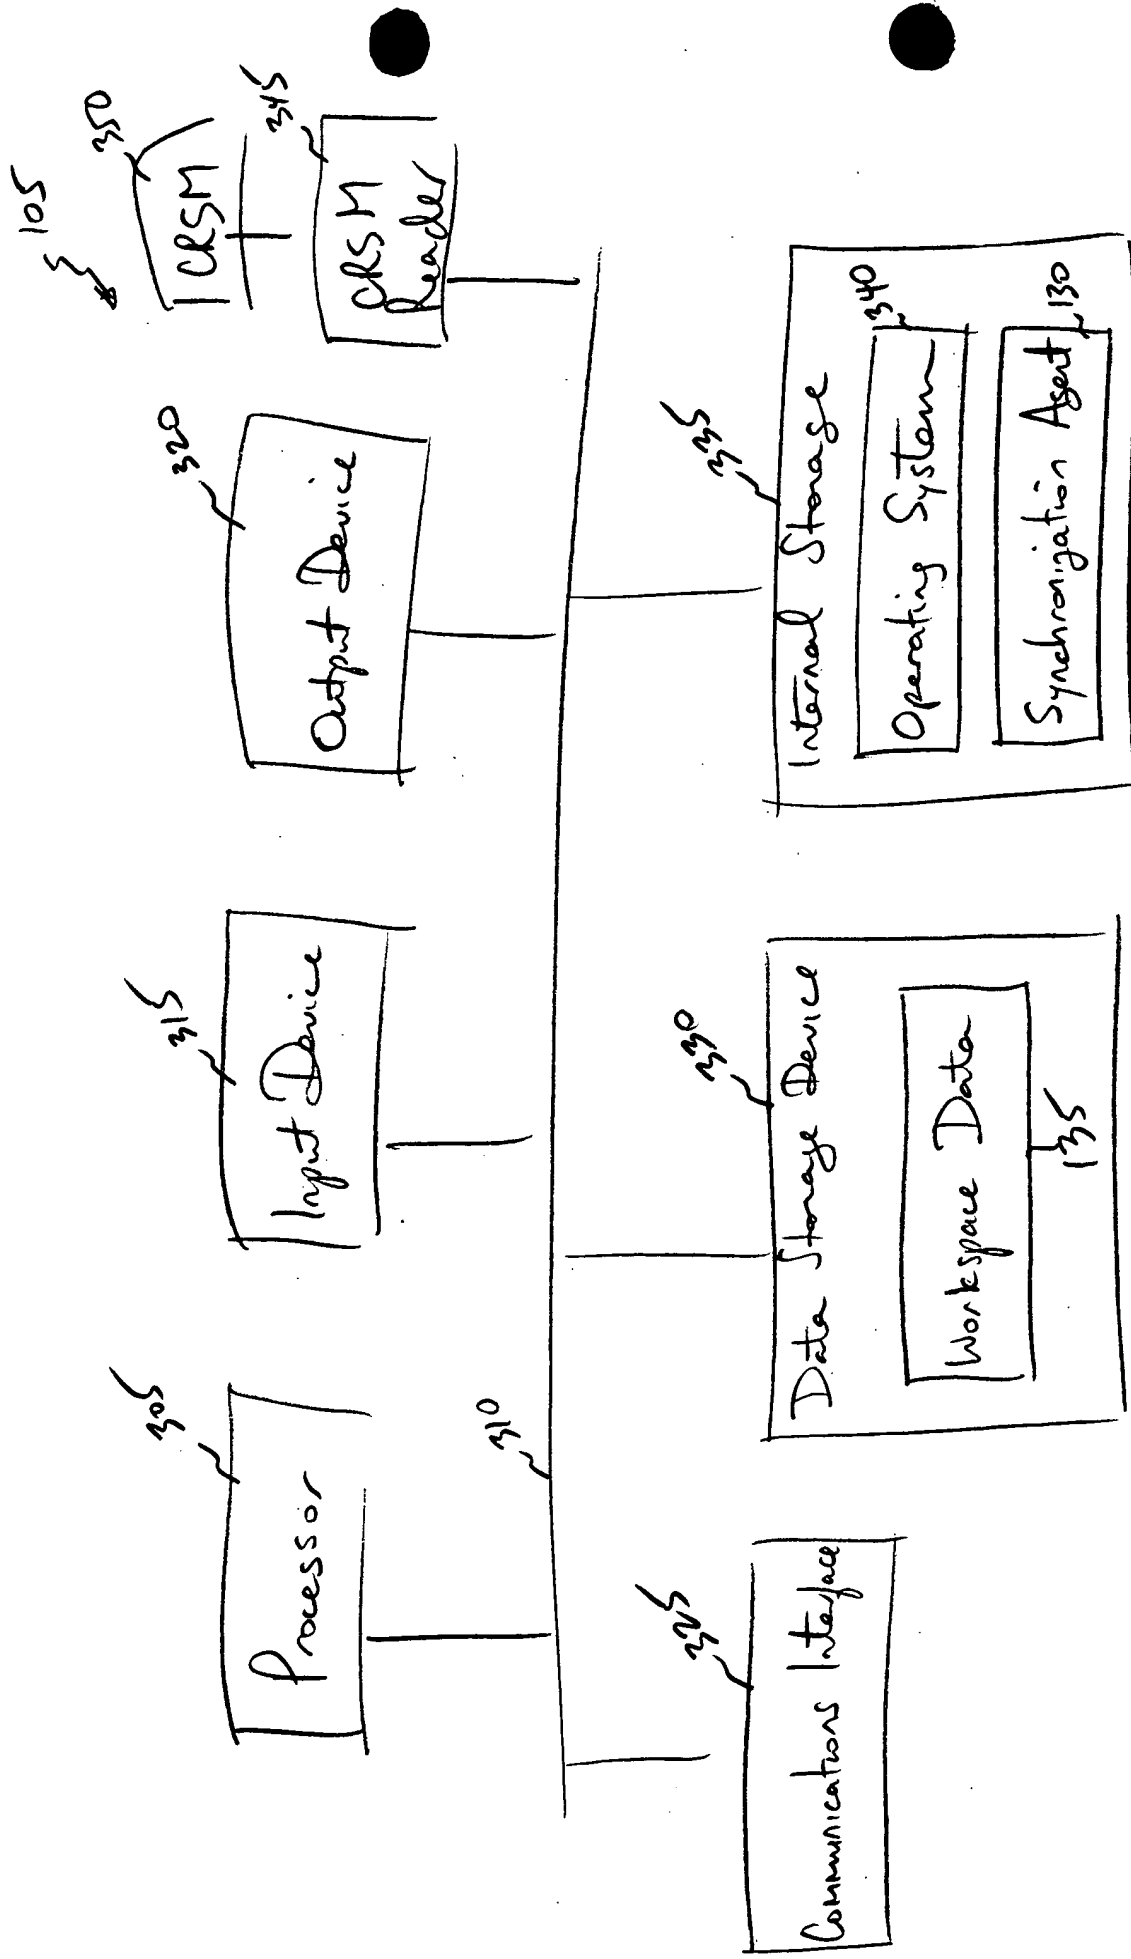 105
350
CRSM
305
Processor
315
Input Device
320
Output Device
345
CRSM
Reader
310
325
Communications Interface
330
Data Storage Device
Workspace Data
135
335
Internal Storage
340
Operating System
130
Synchronization Agent